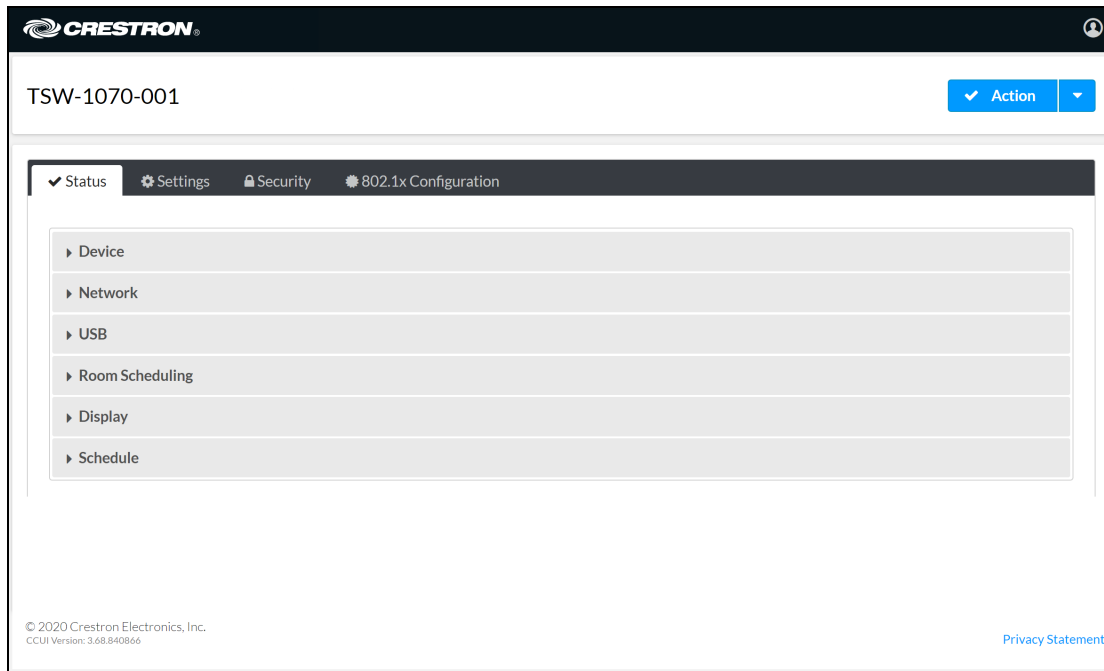 CRESTRON®
TSW-1070-001
Action
Status Settings Security 802.1x Configuration
Device
Network
USB
Room Scheduling
Display
Schedule
© 2020 Crestron Electronics, Inc.
CCUI Version: 3.68.840866
Privacy Statement